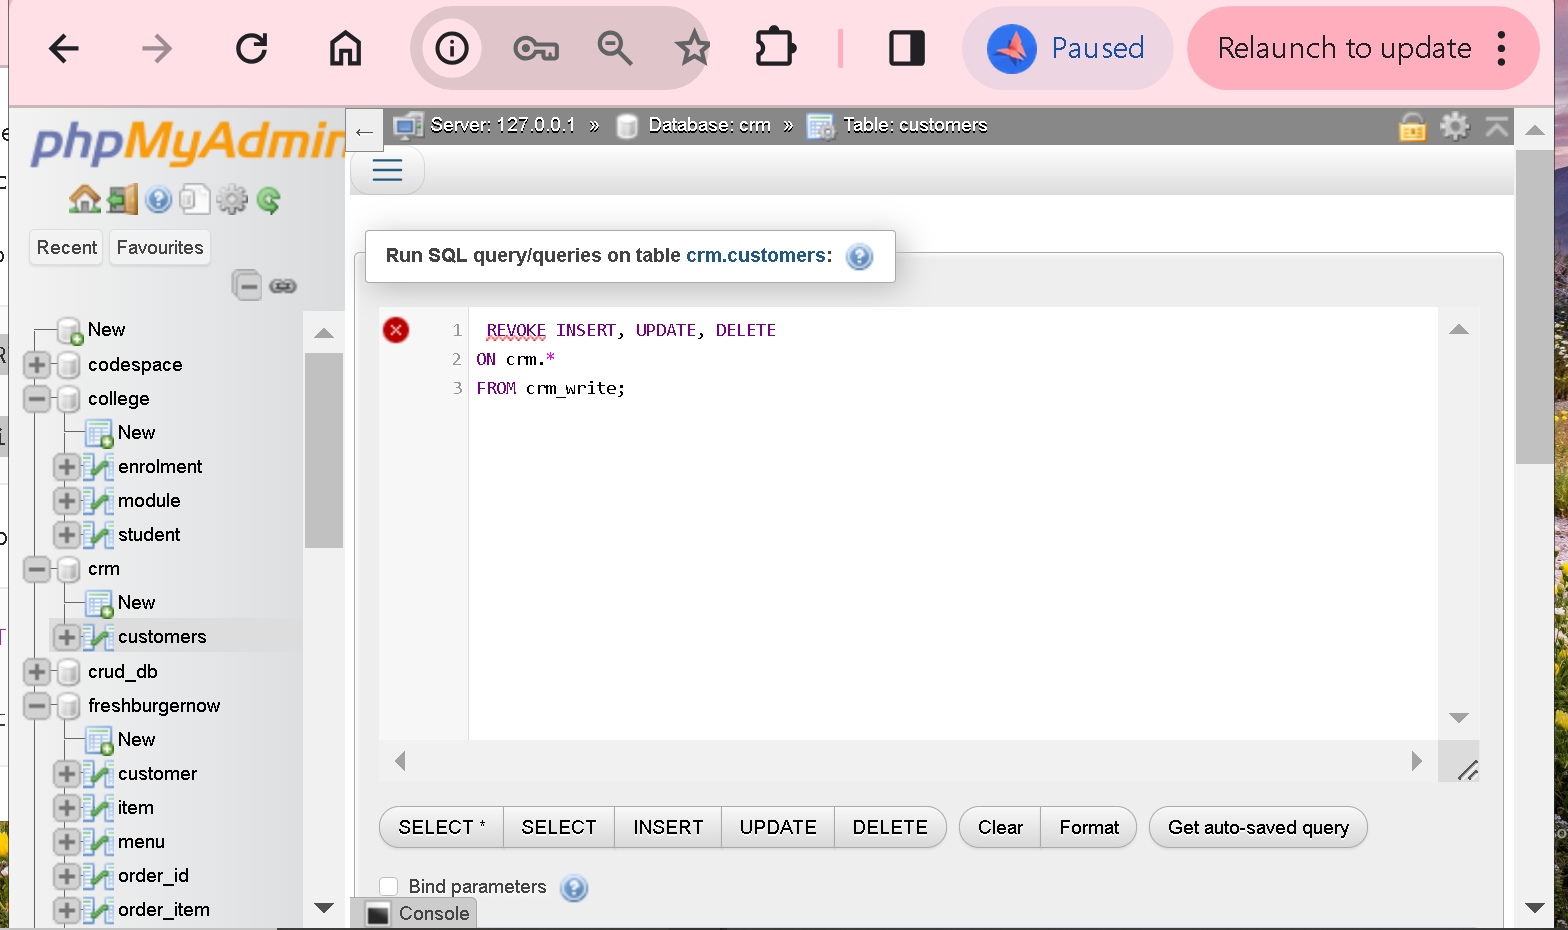 Paused
Relaunch to update
phpMyAdmin
Server: 127.0.0.1 » Database: crm » Table: customers
Recent
Favourites
New
codespace
college
New
enrolment
module
student
crm
New
customers
crud_db
freshburgernow
New
customer
item
menu
order_id
order_item
Run SQL query/queries on table crm.customers:
1 REVOKE INSERT, UPDATE, DELETE
2 ON crm.*
3 FROM crm_write;
SELECT *
SELECT
INSERT
UPDATE
DELETE
Clear
Format
Get auto-saved query
Bind parameters
Console